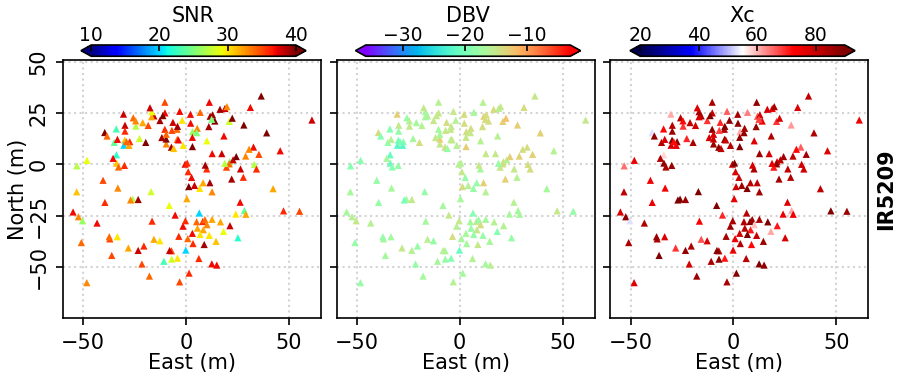 SNR DBV Xc
10 20 30 40 −30 −20 −10 20 40 60 80
50
25
0
−25
−50
North (m)
−50 0 50 −50 0 50 −50 0 50
East (m) East (m) East (m)
IR5209